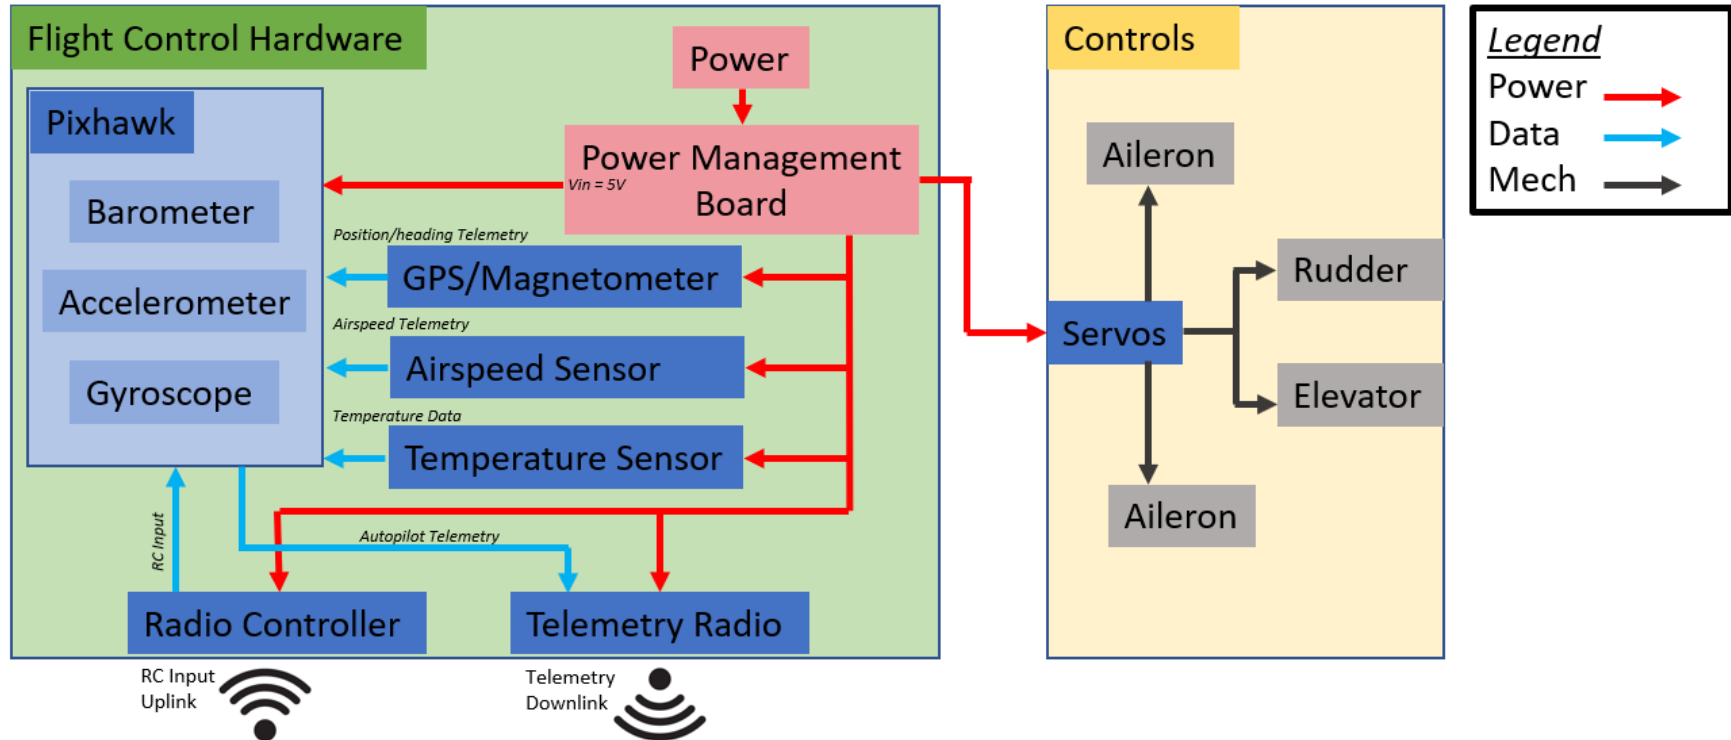 Flight Control Hardware
Power
Pixhawk
Power Management
Board
Vin = 5V
Barometer
Accelerometer
Gyroscope
Position/heading Telemetry
GPS/Magnetometer
Airspeed Telemetry
Airspeed Sensor
Temperature Data
Temperature Sensor
RC Input
Autopilot Telemetry
Radio Controller
Telemetry Radio
RC Input
Uplink
Telemetry
Downlink
Controls
Aileron
Rudder
Servos
Elevator
Aileron
Legend
Power
Data
Mech